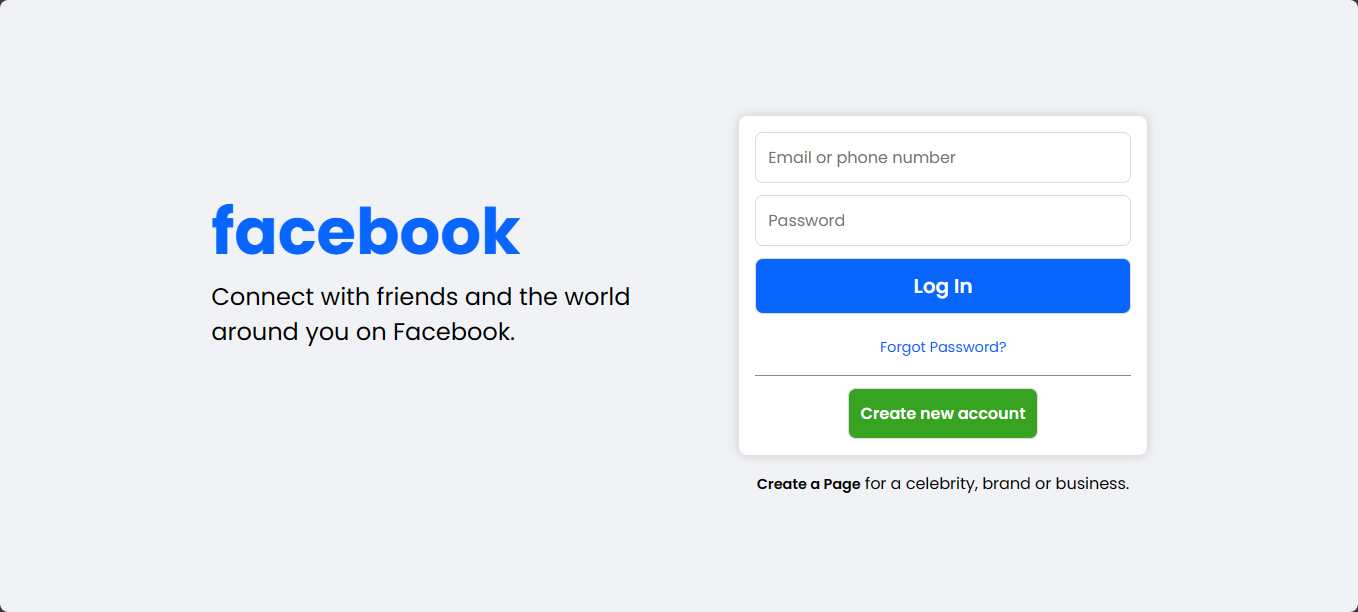 facebook
Connect with friends and the world
around you on Facebook.
Email or phone number
Password
Log In
Forgot Password?
Create new account
Create a Page for a celebrity, brand or business.